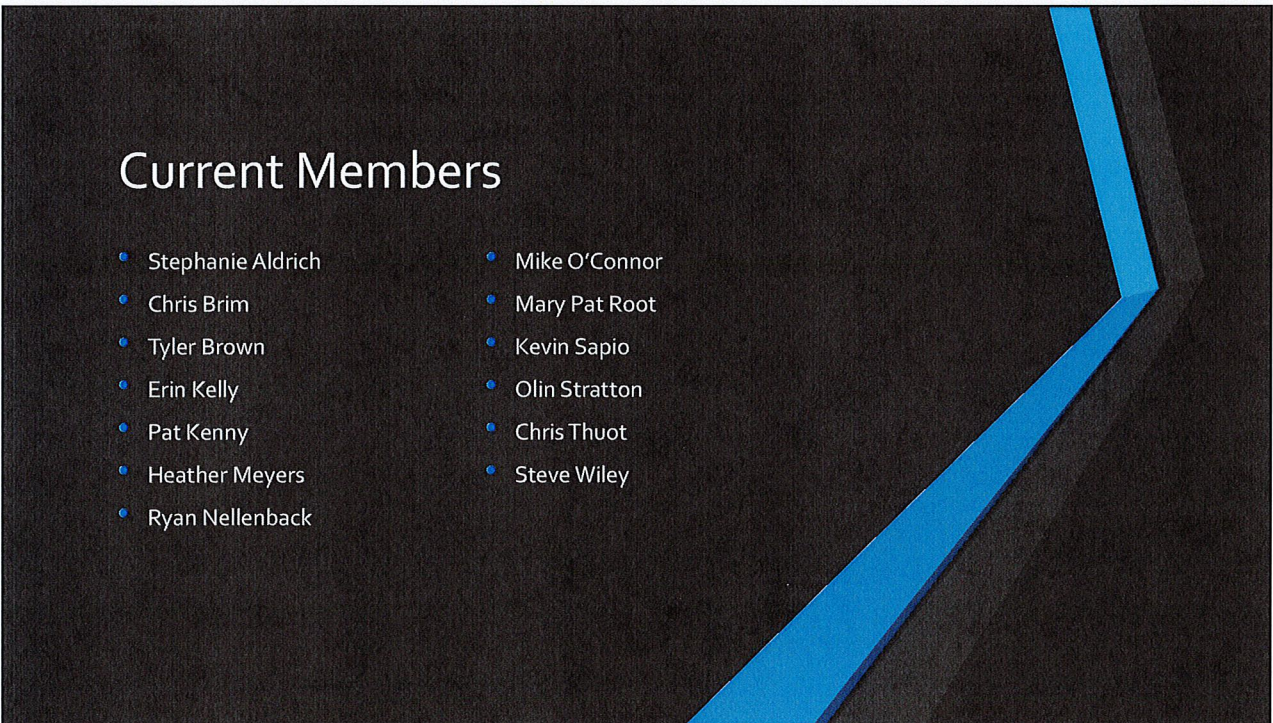 Current Members
Stephanie Aldrich
Chris Brim
Tyler Brown
Erin Kelly
Pat Kenny
Heather Meyers
Ryan Nellenback
Mike O’Connor
Mary Pat Root
Kevin Sapio
Olin Stratton
Chris Thuot
Steve Wiley